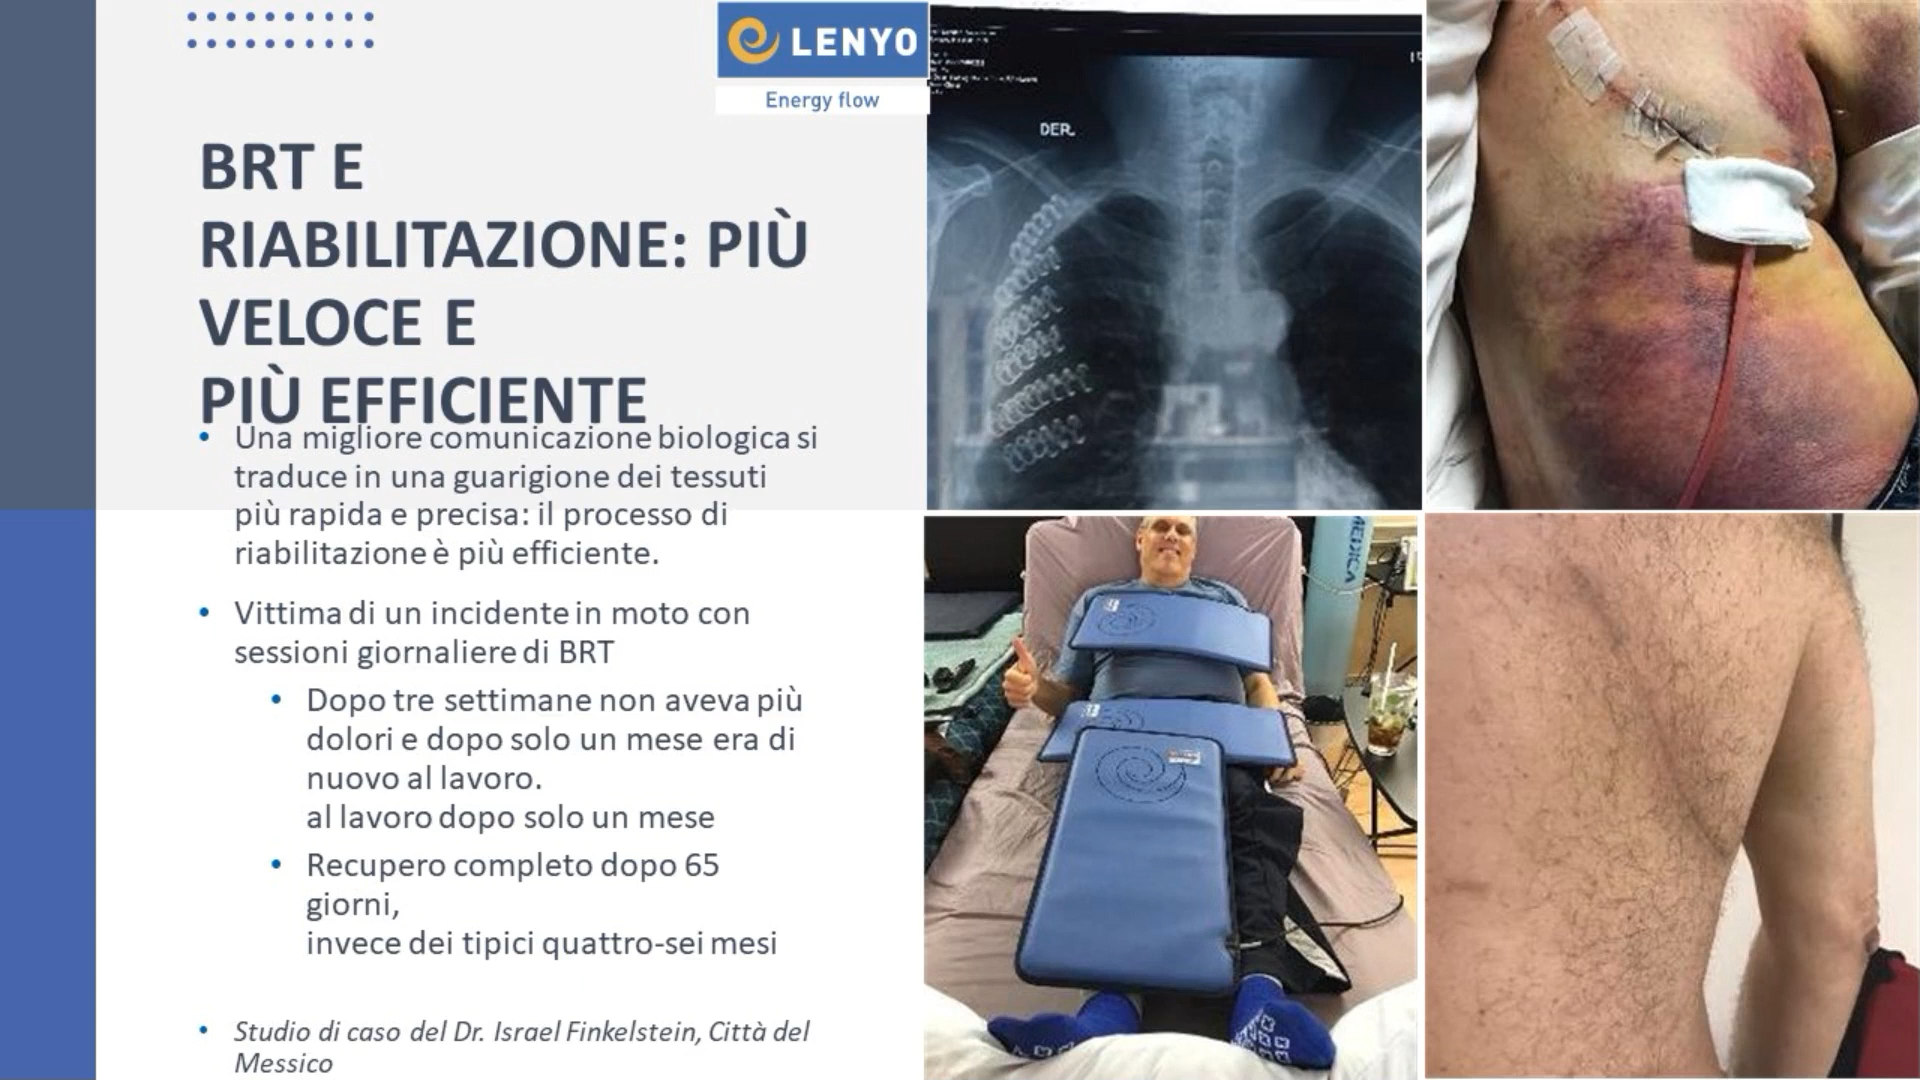 LENYO
Energy flow
BRT E
RIABILITAZIONE: PIÙ
VELOCE E
PIÙ EFFICIENTE
• Una migliore comunicazione biologica si
traduce in una guarigione dei tessuti
più rapida e precisa: il processo di
riabilitazione è più efficiente.
• Vittima di un incidente in moto con
sessioni giornaliere di BRT
• Dopo tre settimane non aveva più
dolori e dopo solo un mese era di
nuovo al lavoro.
al lavoro dopo solo un mese
• Recupero completo dopo 65
giorni,
invece dei tipici quattro-sei mesi
• Studio di caso del Dr. Israel Finkelstein, Città del
Messico
DER.
MEDICA